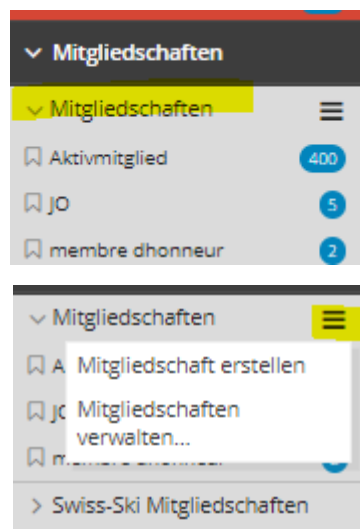 Mitgliedschaften
Mitgliedschaften
Aktivmitglied 400
JO 5
membre dhonneur 2
Mitgliedschaften
Mitgliedschaft erstellen
Mitgliedschaften
verwalten...
Swiss-Ski Mitgliedschaften